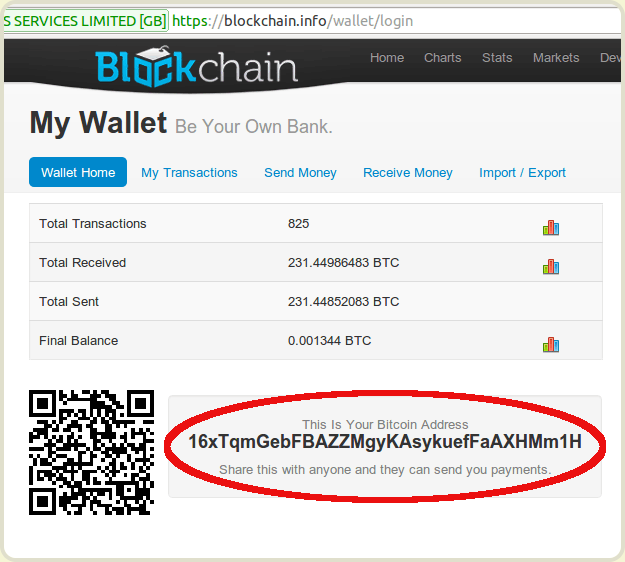 S SERVICES LIMITED [GB] https://blockchain.info/wallet/login
Blockchain
Home Charts Stats Markets Dev
My Wallet Be Your Own Bank.
Wallet Home My Transactions Send Money Receive Money Import / Export
Total Transactions 825
Total Received 231.44986483 BTC
Total Sent 231.44852083 BTC
Final Balance 0.001344 BTC
This Is Your Bitcoin Address
16xTqmGebFBAZZMgyKAsykuefFaAXHMm1H
Share this with anyone and they can send you payments.